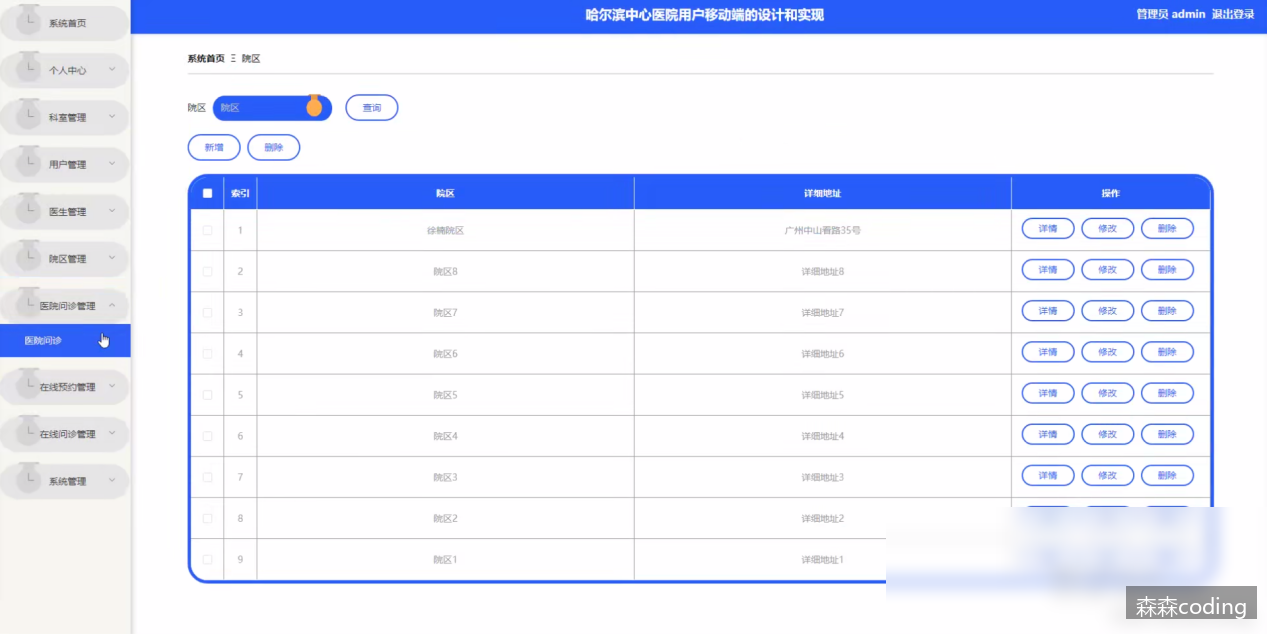 哈尔滨中心医院用户移动端的设计和实现
管理员 admin 退出登录
系统首页
个人中心
科室管理
用户管理
医生管理
院区管理
医院问诊管理
医院问诊
在线预约管理
在线问诊管理
系统管理
系统首页 Ξ 院区
院区 院区 查询
新增 删除
索引 院区 详细地址 操作
1 徐楠院区 广州中山看路35号 详情 修改 删除
2 院区8 详细地址8 详情 修改 删除
3 院区7 详细地址7 详情 修改 删除
4 院区6 详细地址6 详情 修改 删除
5 院区5 详细地址5 详情 修改 删除
6 院区4 详细地址4 详情 修改 删除
7 院区3 详细地址3 详情 修改 删除
8 院区2 详细地址2
9 院区1 详细地址1
森森coding